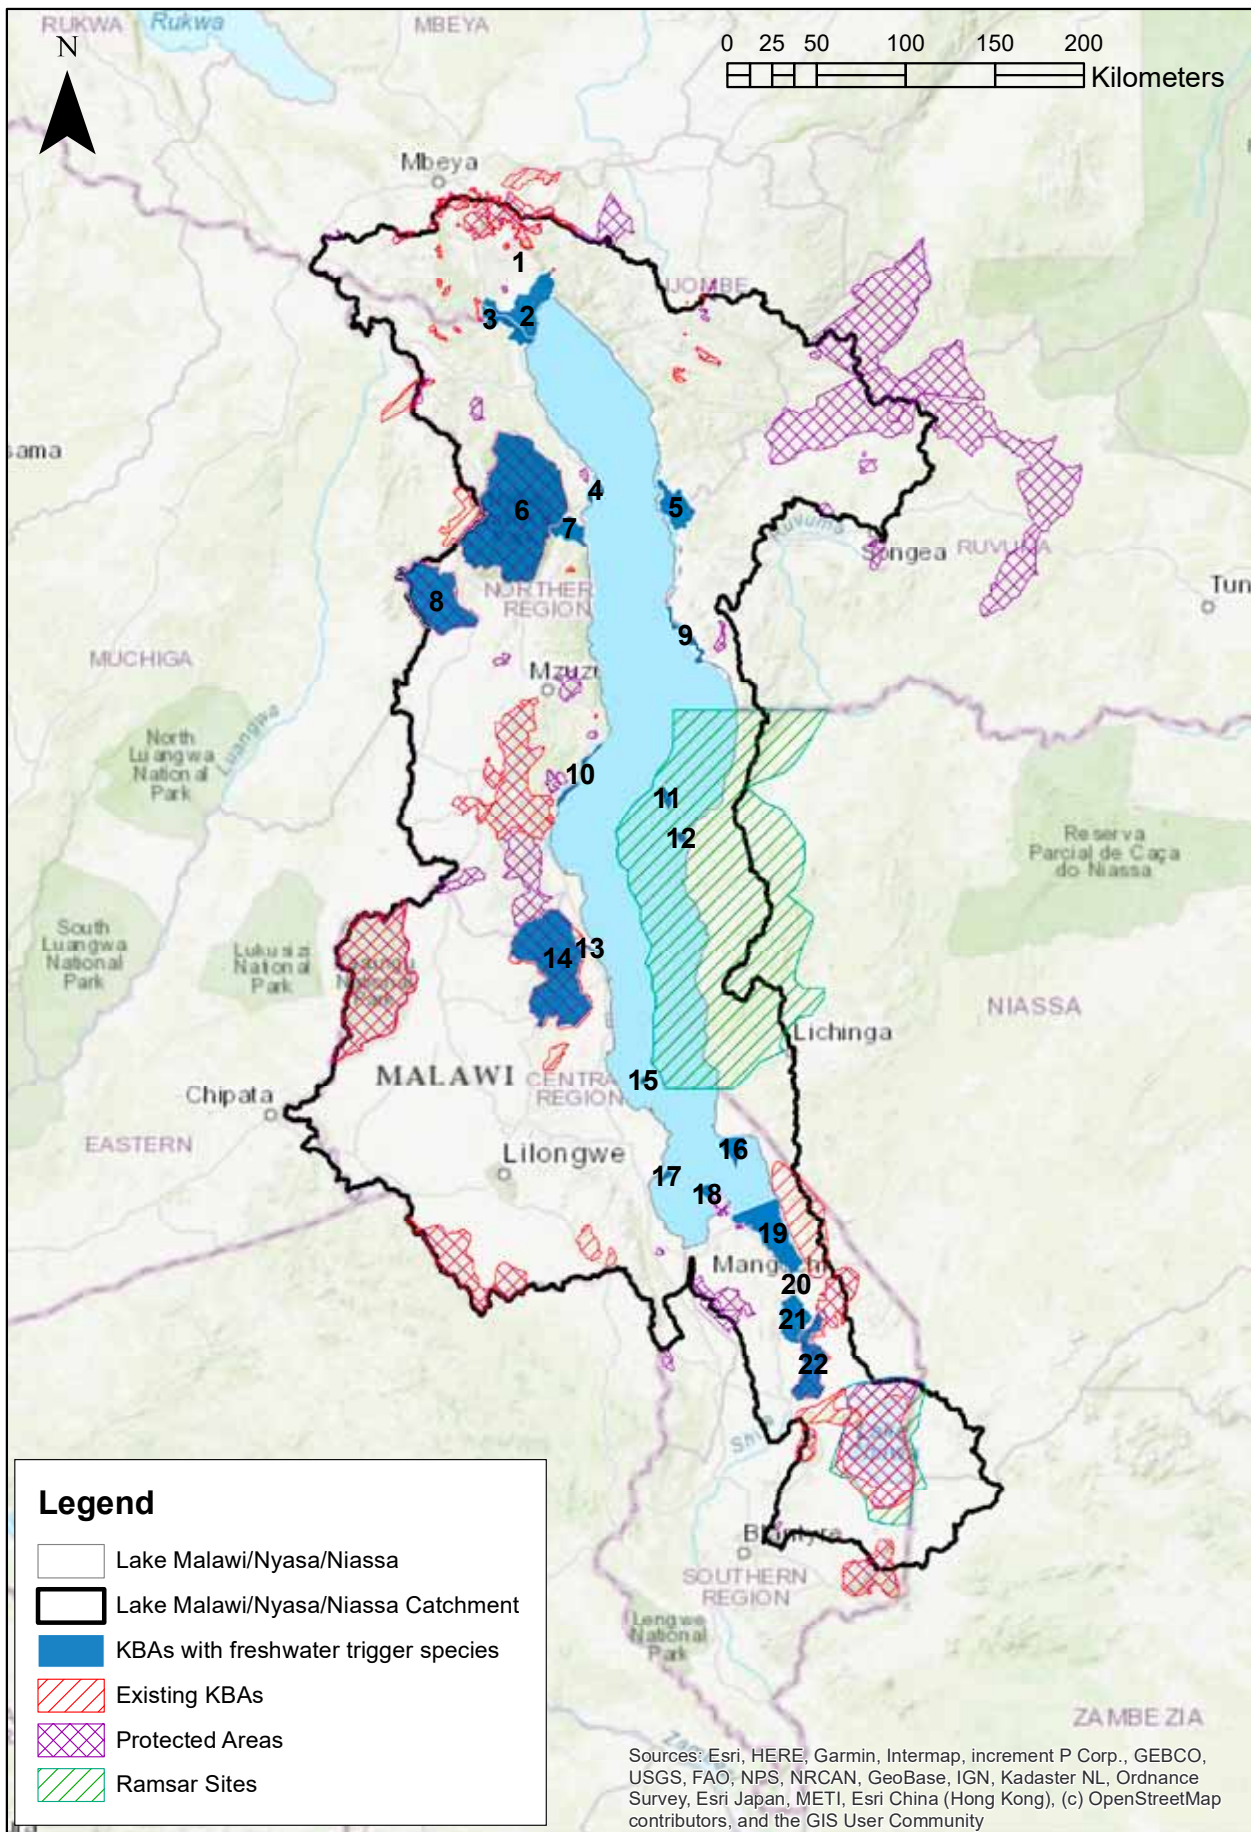 RUKWA
Rukwa
MBEYA
N
0 25 50 100 150 200
Kilometers
Mbeya
1
2
3
4
5
6
7
8
Ruvuma
Songea
RUVUMA
NORTHER
REGION
9
MUCHIGA
Mzuzu
Luangwa
North
Luangwa
National
Park
10
11
12
Reserva
Parcial de Caça
do Niassa
South
Luangwa
National
Park
Lukusizi
National
Park
13
14
NIASSA
Lichinga
MALAWI
CENTRA
REGION
15
Chipata
EASTERN
Lilongwe
16
17
18
19
20
21
22
Blantyre
SOUTHERN
REGION
Lengwe
National
Park
ZAMBEZIA
Legend
Lake Malawi/Nyasa/Niassa
Lake Malawi/Nyasa/Niassa Catchment
KBAs with freshwater trigger species
Existing KBAs
Protected Areas
Ramsar Sites
Sources: Esri, HERE, Garmin, Intermap, increment P Corp., GEBCO,
USGS, FAO, NPS, NRCAN, GeoBase, IGN, Kadaster NL, Ordnance
Survey, Esri Japan, METI, Esri China (Hong Kong), (c) OpenStreetMap
contributors, and the GIS User Community